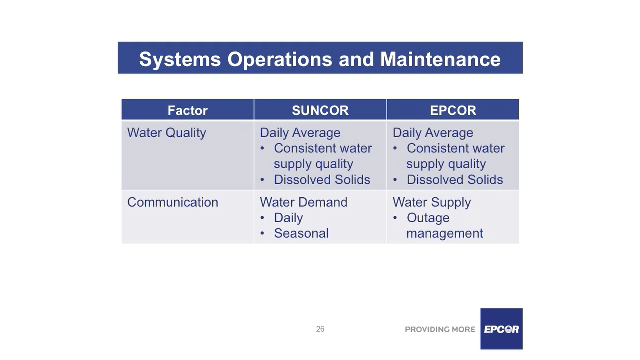 Systems Operations and Maintenance
Factor SUNCOR EPCOR
Water Quality Daily Average Daily Average
• Consistent water • Consistent water
supply quality supply quality
• Dissolved Solids • Dissolved Solids
Communication Water Demand Water Supply
• Daily • Outage
• Seasonal management
26 PROVIDING MORE EPCOR